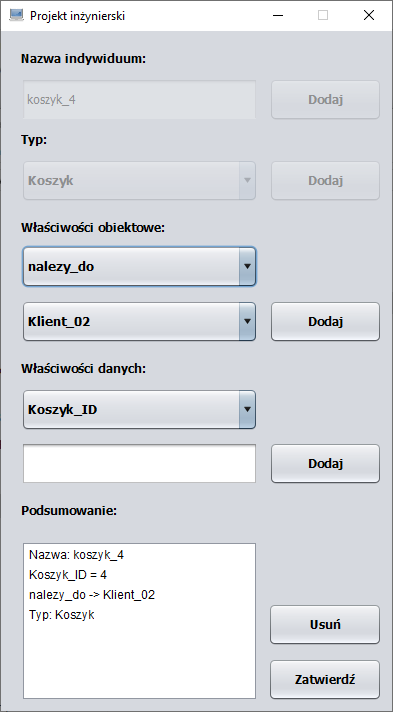 Projekt inżynierski
Nazwa indywiduum:
koszyk_4
Dodaj
Typ:
Koszyk
Dodaj
Właściwości obiektowe:
nalezy_do
Klient_02
Dodaj
Właściwości danych:
Koszyk_ID
Dodaj
Podsumowanie:
Nazwa: koszyk_4
Koszyk_ID = 4
nalezy_do -> Klient_02
Typ: Koszyk
Usuń
Zatwierdź